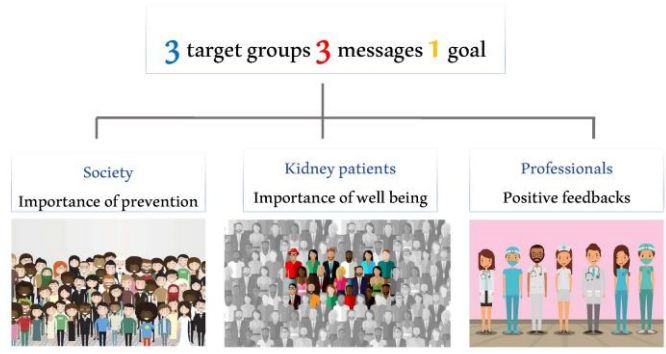 3 target groups 3 messages 1 goal
Society
Importance of prevention
Kidney patients
Importance of well being
Professionals
Positive feedbacks